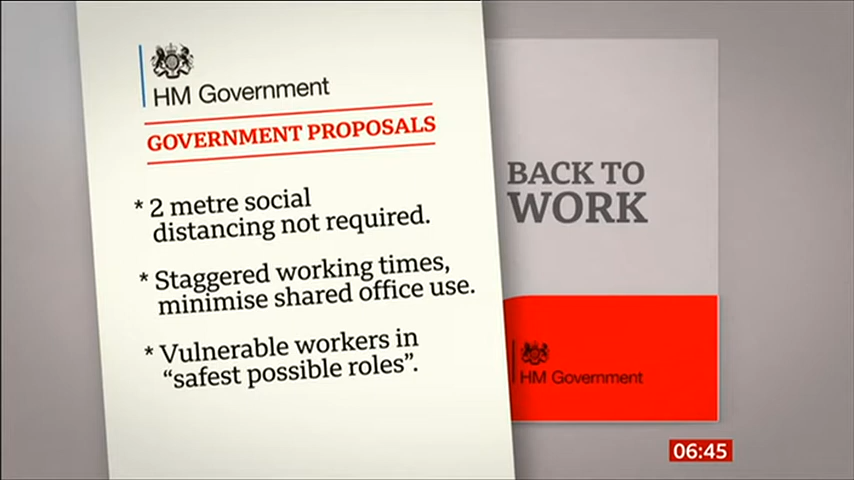 HM Government
GOVERNMENT PROPOSALS
* 2 metre social
distancing not required.
* Staggered working times,
minimise shared office use.
* Vulnerable workers in
“safest possible roles”.
BACK TO
WORK
HM Government
06:45